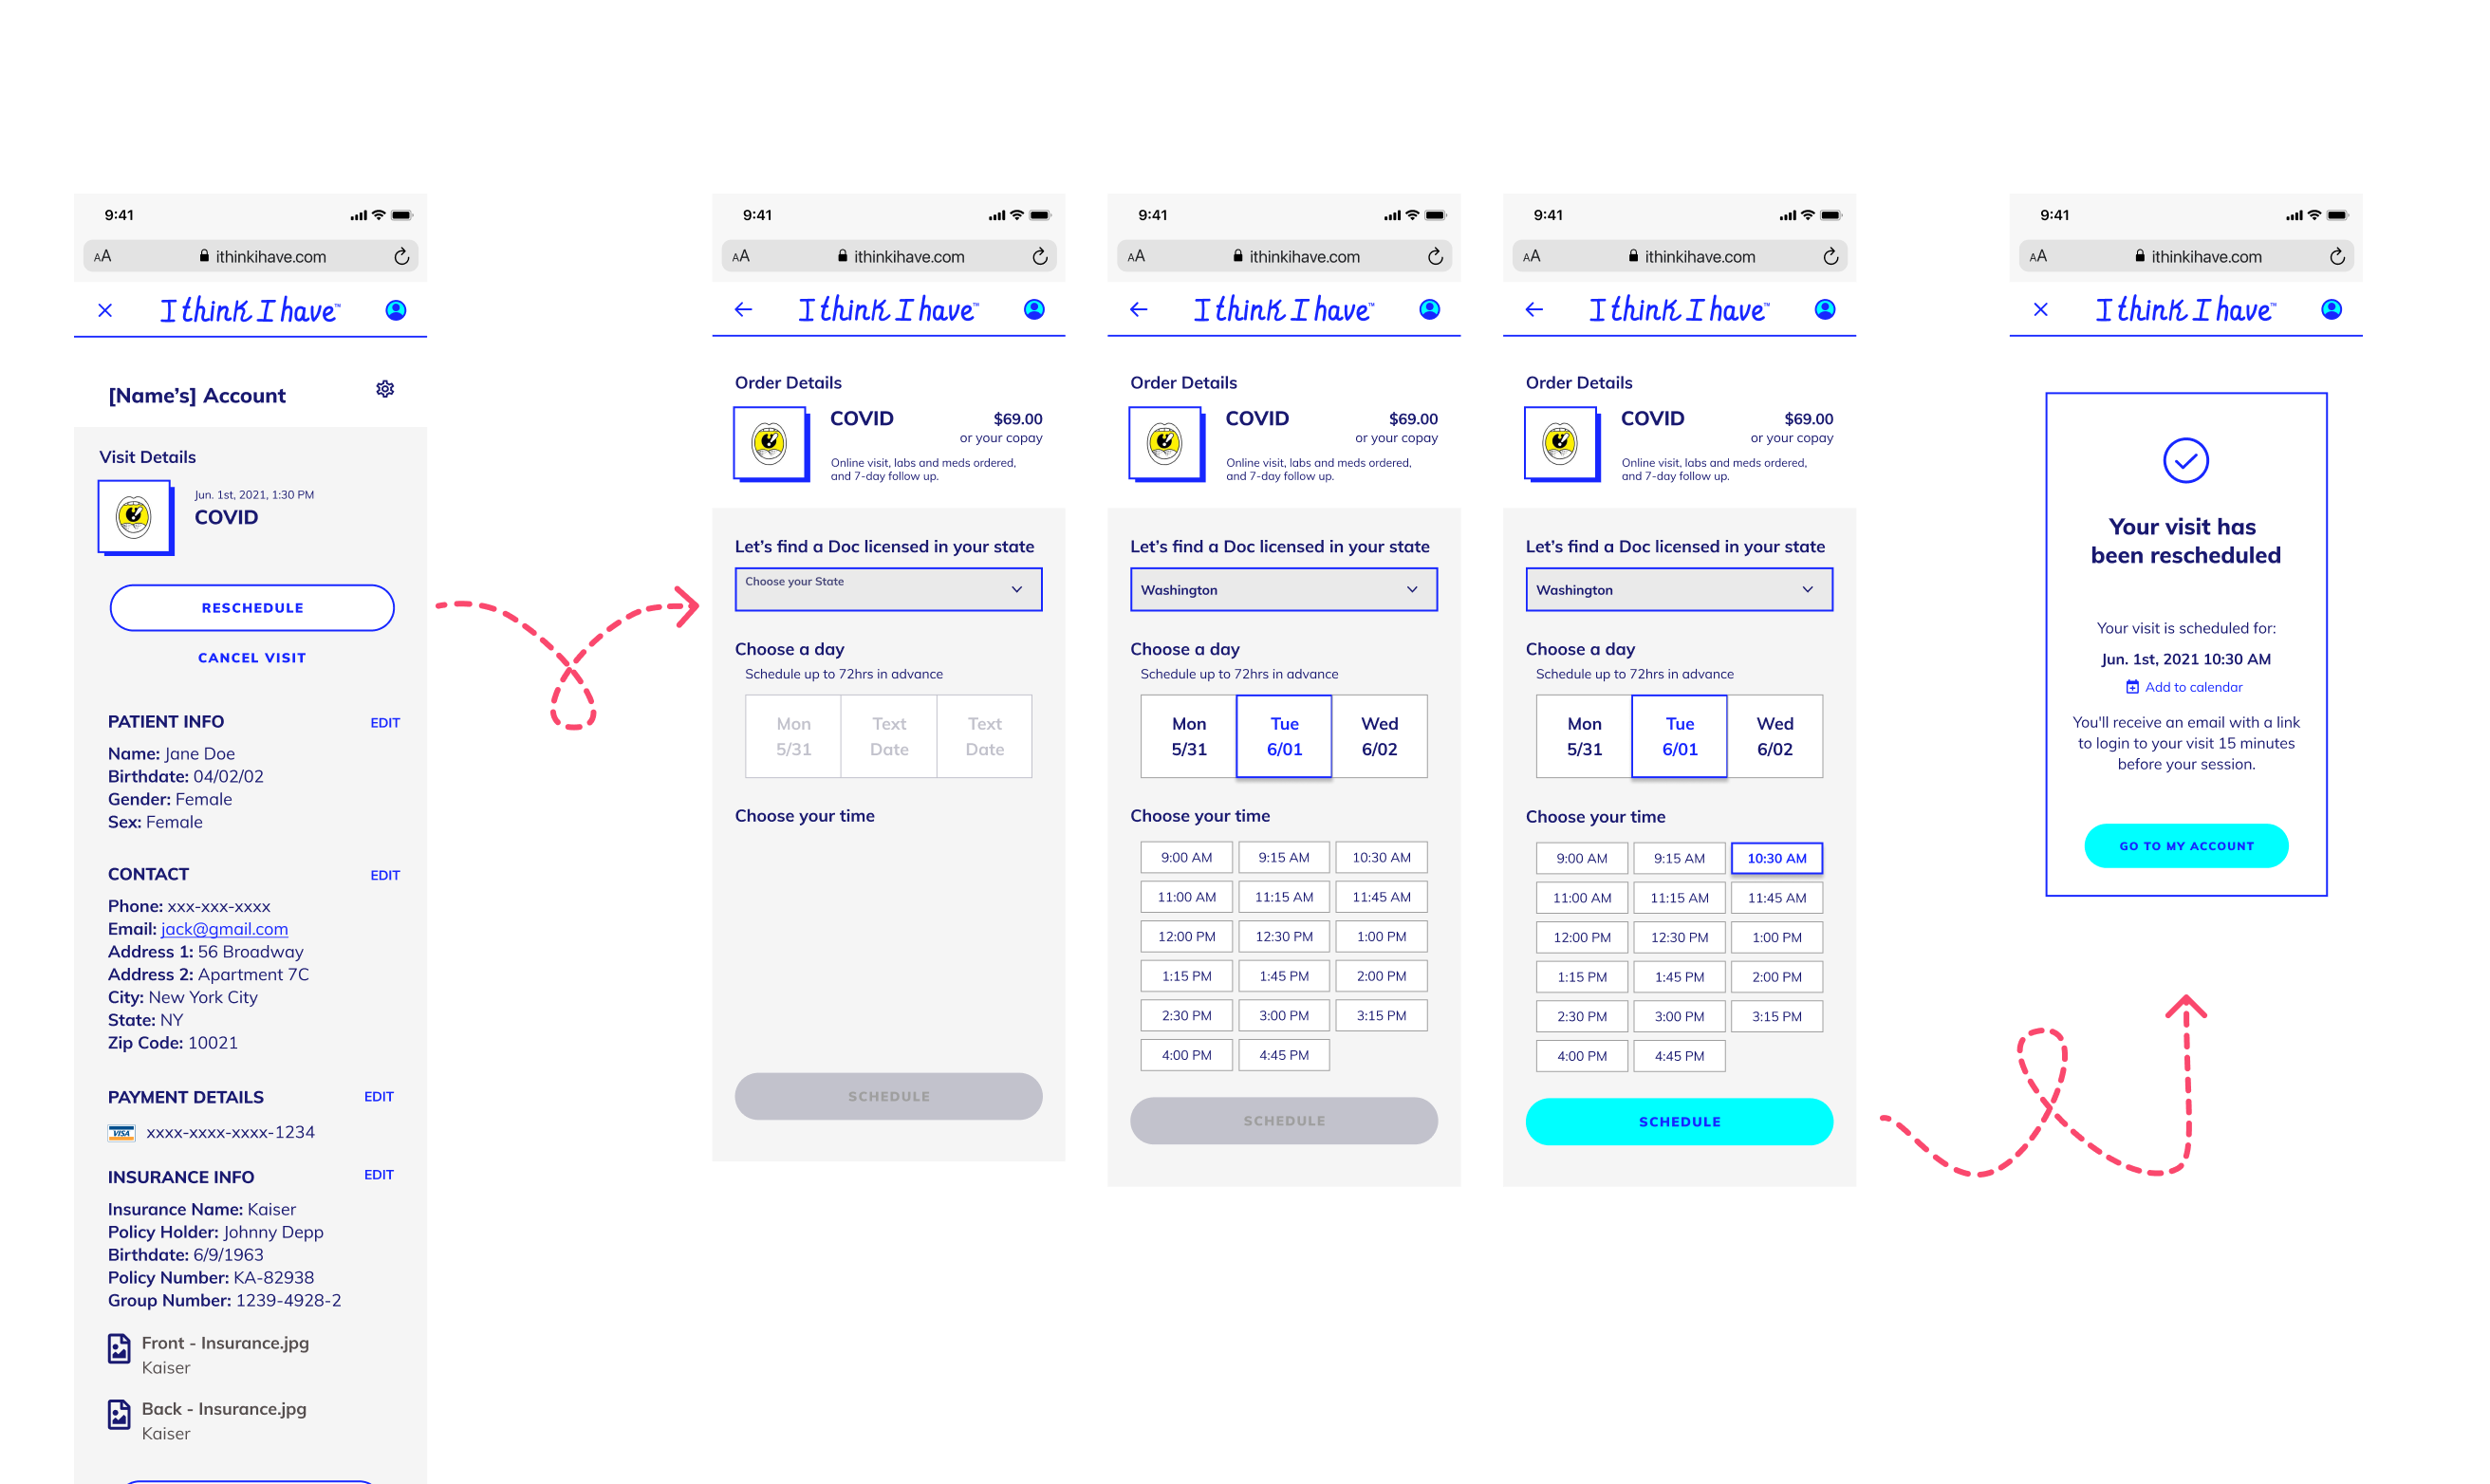 9:41
AA ithinkihave.com
I think I have™
[Name’s] Account
Visit Details
Jun. 1st, 2021, 1:30 PM
COVID
RESCHEDULE
CANCEL VISIT
PATIENT INFO EDIT
Name: Jane Doe
Birthdate: 04/02/02
Gender: Female
Sex: Female
CONTACT EDIT
Phone: xxx-xxx-xxxx
Email: jack@gmail.com
Address 1: 56 Broadway
Address 2: Apartment 7C
City: New York City
State: NY
Zip Code: 10021
PAYMENT DETAILS EDIT
VISA xxxx-xxxx-xxxx-1234
INSURANCE INFO EDIT
Insurance Name: Kaiser
Policy Holder: Johnny Depp
Birthdate: 6/9/1963
Policy Number: KA-82938
Group Number: 1239-4928-2
Front - Insurance.jpg
Kaiser
Back - Insurance.jpg
Kaiser
9:41
AA ithinkihave.com
I think I have™
Order Details
COVID $69.00
or your copay
Online visit, labs and meds ordered,
and 7-day follow up.
Let’s find a Doc licensed in your state
Choose your State
Choose a day
Schedule up to 72hrs in advance
Mon Text Text
5/31 Date Date
Choose your time
SCHEDULE
9:41
AA ithinkihave.com
I think I have™
Order Details
COVID $69.00
or your copay
Online visit, labs and meds ordered,
and 7-day follow up.
Let’s find a Doc licensed in your state
Washington
Choose a day
Schedule up to 72hrs in advance
Mon Tue Wed
5/31 6/01 6/02
Choose your time
9:00 AM 9:15 AM 10:30 AM
11:00 AM 11:15 AM 11:45 AM
12:00 PM 12:30 PM 1:00 PM
1:15 PM 1:45 PM 2:00 PM
2:30 PM 3:00 PM 3:15 PM
4:00 PM 4:45 PM
SCHEDULE
9:41
AA ithinkihave.com
I think I have™
Order Details
COVID $69.00
or your copay
Online visit, labs and meds ordered,
and 7-day follow up.
Let’s find a Doc licensed in your state
Washington
Choose a day
Schedule up to 72hrs in advance
Mon Tue Wed
5/31 6/01 6/02
Choose your time
9:00 AM 9:15 AM 10:30 AM
11:00 AM 11:15 AM 11:45 AM
12:00 PM 12:30 PM 1:00 PM
1:15 PM 1:45 PM 2:00 PM
2:30 PM 3:00 PM 3:15 PM
4:00 PM 4:45 PM
SCHEDULE
9:41
AA ithinkihave.com
I think I have™
Your visit has
been rescheduled
Your visit is scheduled for:
Jun. 1st, 2021 10:30 AM
Add to calendar
You'll receive an email with a link
to login to your visit 15 minutes
before your session.
GO TO MY ACCOUNT